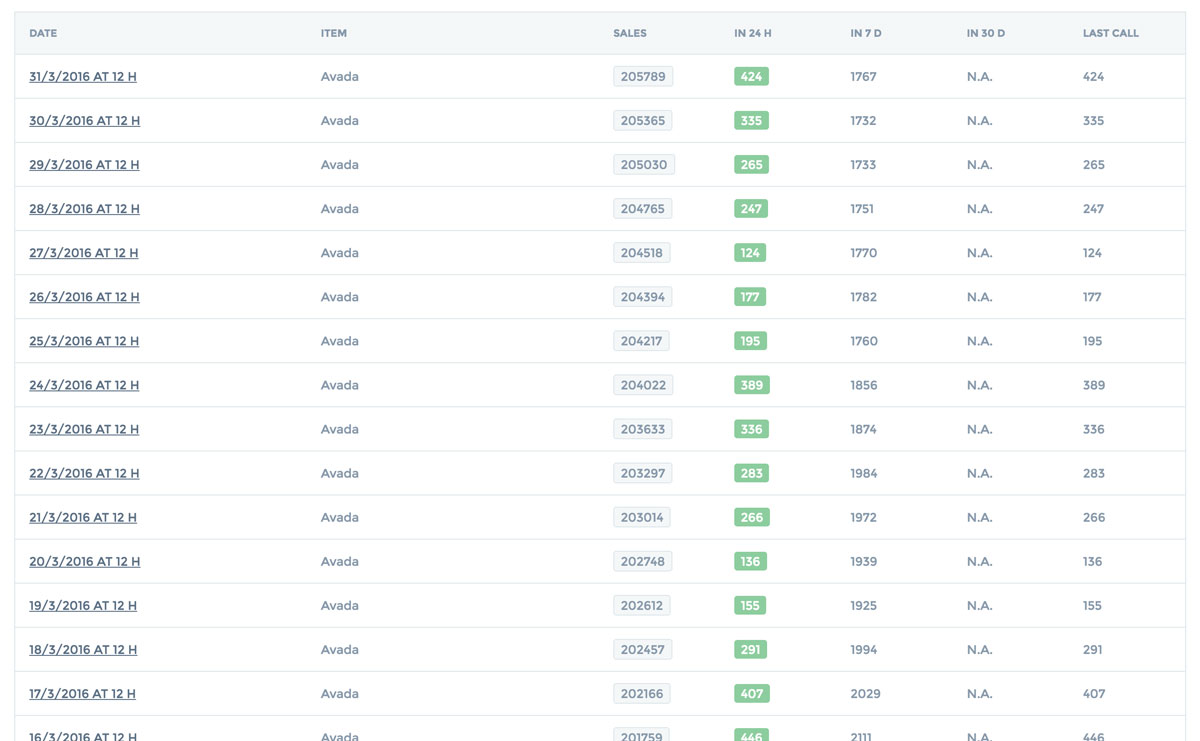 DATE ITEM SALES IN 24 H IN 7 D IN 30 D LAST CALL
31/3/2016 AT 12 H Avada 205789 424 1767 N.A. 424
30/3/2016 AT 12 H Avada 205365 335 1732 N.A. 335
29/3/2016 AT 12 H Avada 205030 265 1733 N.A. 265
28/3/2016 AT 12 H Avada 204765 247 1751 N.A. 247
27/3/2016 AT 12 H Avada 204518 124 1770 N.A. 124
26/3/2016 AT 12 H Avada 204394 177 1782 N.A. 177
25/3/2016 AT 12 H Avada 204217 195 1760 N.A. 195
24/3/2016 AT 12 H Avada 204022 389 1856 N.A. 389
23/3/2016 AT 12 H Avada 203633 336 1874 N.A. 336
22/3/2016 AT 12 H Avada 203297 283 1984 N.A. 283
21/3/2016 AT 12 H Avada 203014 266 1972 N.A. 266
20/3/2016 AT 12 H Avada 202748 136 1939 N.A. 136
19/3/2016 AT 12 H Avada 202612 155 1925 N.A. 155
18/3/2016 AT 12 H Avada 202457 291 1994 N.A. 291
17/3/2016 AT 12 H Avada 202166 407 2029 N.A. 407
16/3/2016 AT 12 H Avada 201759 446 2111 N.A. 446